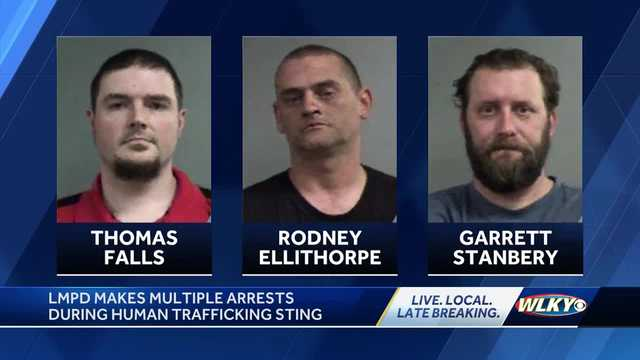 THOMAS
FALLS
RODNEY
ELLITHORPE
GARRETT
STANBERY
LMPD MAKES MULTIPLE ARRESTS
DURING HUMAN TRAFFICKING STING
LIVE. LOCAL.
LATE BREAKING.
WLKY